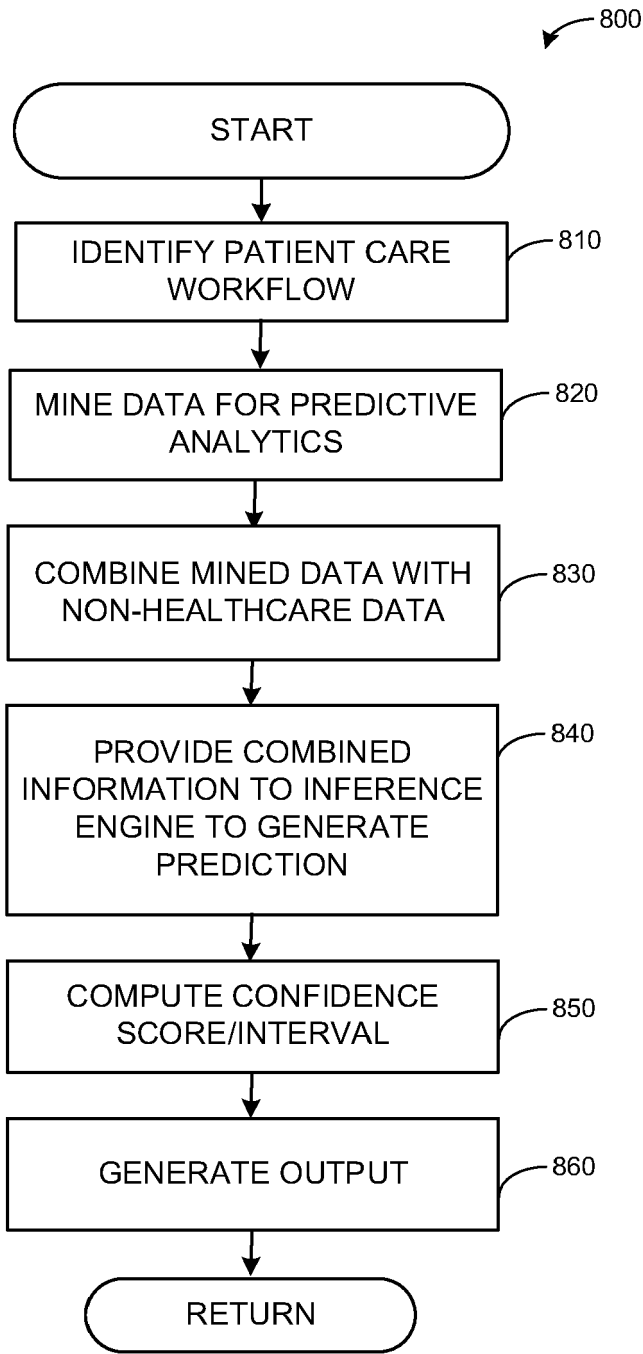 800
START
IDENTIFY PATIENT CARE
WORKFLOW
810
MINE DATA FOR PREDICTIVE
ANALYTICS
820
COMBINE MINED DATA WITH
NON-HEALTHCARE DATA
830
PROVIDE COMBINED
INFORMATION TO INFERENCE
ENGINE TO GENERATE
PREDICTION
840
COMPUTE CONFIDENCE
SCORE/INTERVAL
850
GENERATE OUTPUT
860
RETURN